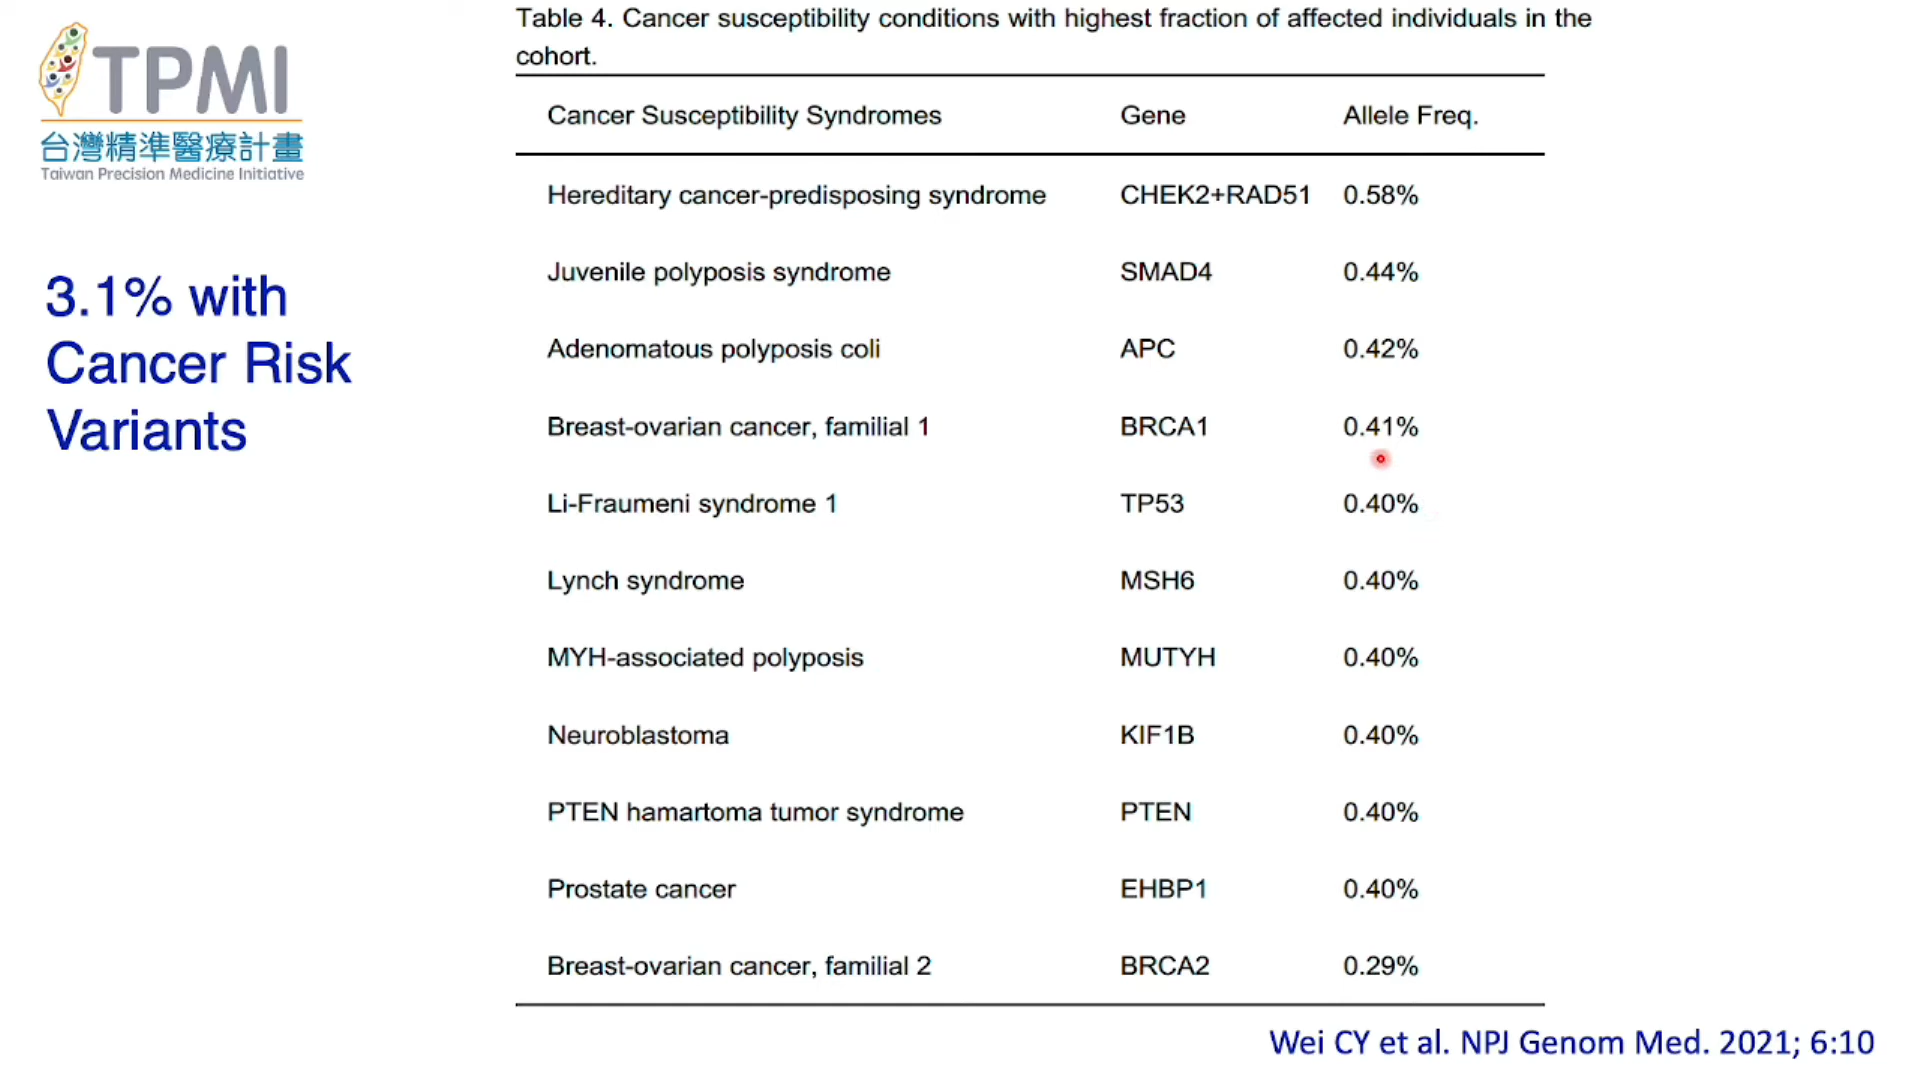 TPMI
台灣精準醫療計畫
Taiwan Precision Medicine Initiative
3.1% with
Cancer Risk
Variants
Table 4. Cancer susceptibility conditions with highest fraction of affected individuals in the
cohort.
Cancer Susceptibility Syndromes Gene Allele Freq.
Hereditary cancer-predisposing syndrome CHEK2+RAD51 0.58%
Juvenile polyposis syndrome SMAD4 0.44%
Adenomatous polyposis coli APC 0.42%
Breast-ovarian cancer, familial 1 BRCA1 0.41%
Li-Fraumeni syndrome 1 TP53 0.40%
Lynch syndrome MSH6 0.40%
MYH-associated polyposis MUTYH 0.40%
Neuroblastoma KIF1B 0.40%
PTEN hamartoma tumor syndrome PTEN 0.40%
Prostate cancer EHBP1 0.40%
Breast-ovarian cancer, familial 2 BRCA2 0.29%
Wei CY et al. NPJ Genom Med. 2021; 6:10